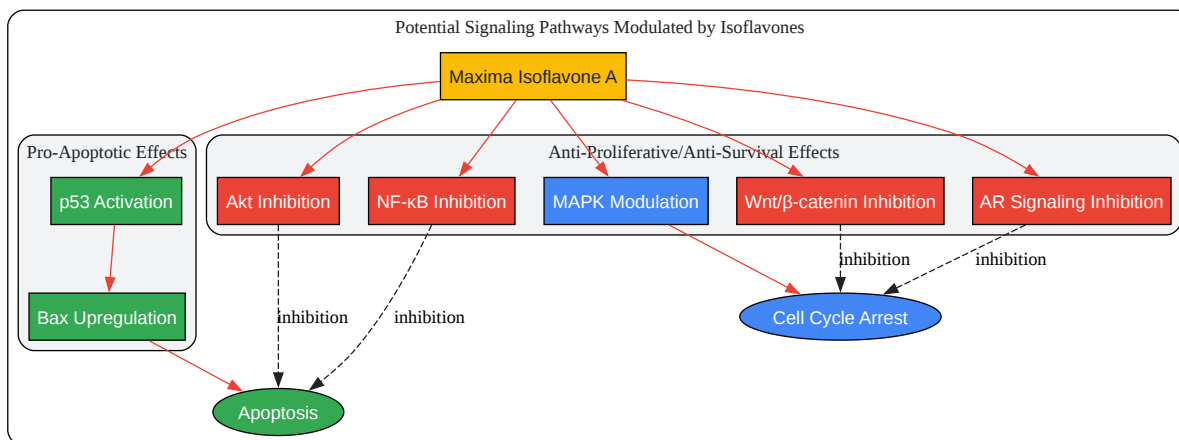 Potential Signaling Pathways Modulated by Isoflavones
Maxima Isoflavone A
Pro-Apoptotic Effects
Anti-Proliferative/Anti-Survival Effects
p53 Activation
Akt Inhibition
NF-κB Inhibition
MAPK Modulation
Wnt/β-catenin Inhibition
AR Signaling Inhibition
inhibition
inhibition
Bax Upregulation
inhibition
inhibition
Cell Cycle Arrest
Apoptosis